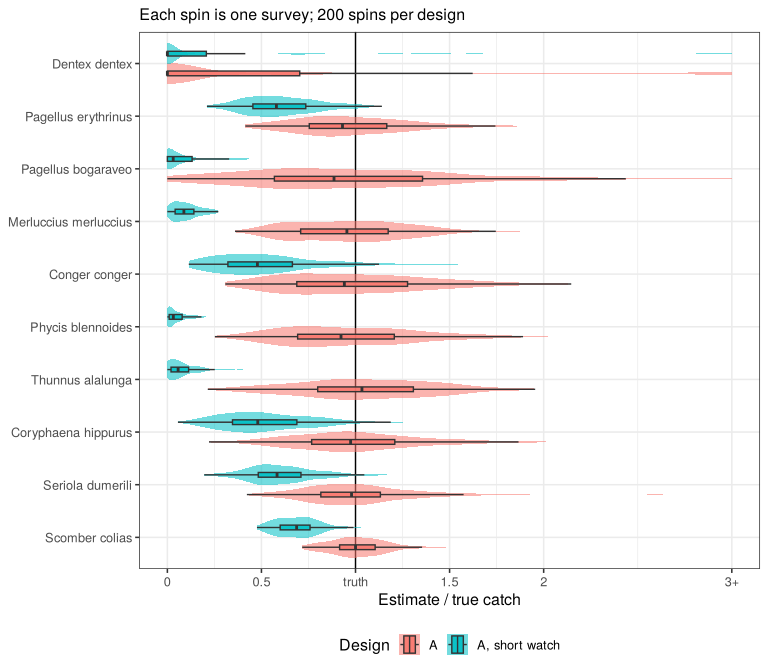 Each spin is one survey; 200 spins per design
Dentex dentex
Pagellus erythrinus
Pagellus bogaraveo
Merluccius merluccius
Conger conger
Phycis blennoides
Thunnus alalunga
Coryphaena hippurus
Seriola dumerili
Scomber colias
0 0.5 truth 1.5 2 3+
Estimate / true catch
Design A A, short watch